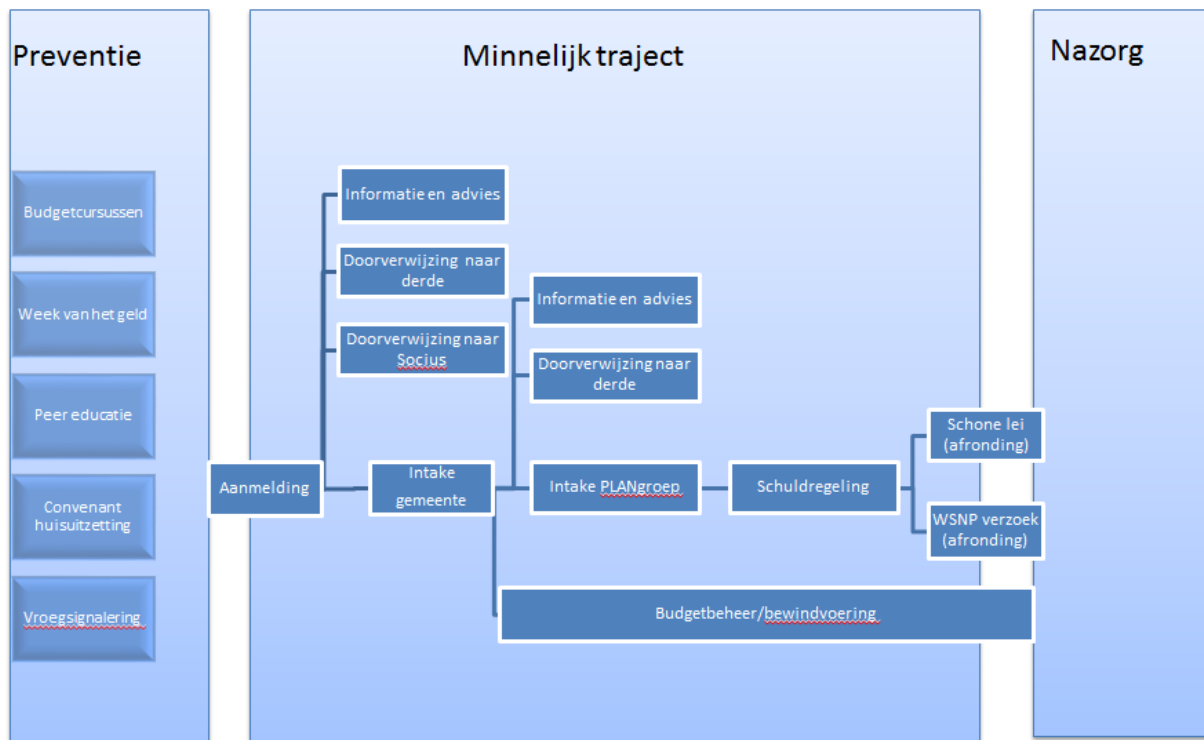 Preventie
Minnelijk traject
Nazorg
Budgetcursussen
Week van het geld
Peer educatie
Convenant
huisuitzetting
Vroegsignalering
Aanmelding
Informatie en advies
Doorverwijzing naar
derde
Doorverwijzing naar
Socius
Intake
gemeente
Informatie en advies
Doorverwijzing naar
derde
Intake PLANgroep
Schuldregeling
Schone lei
(afronding)
WSNP verzoek
(afronding)
Budgetbeheer/bewindvoering